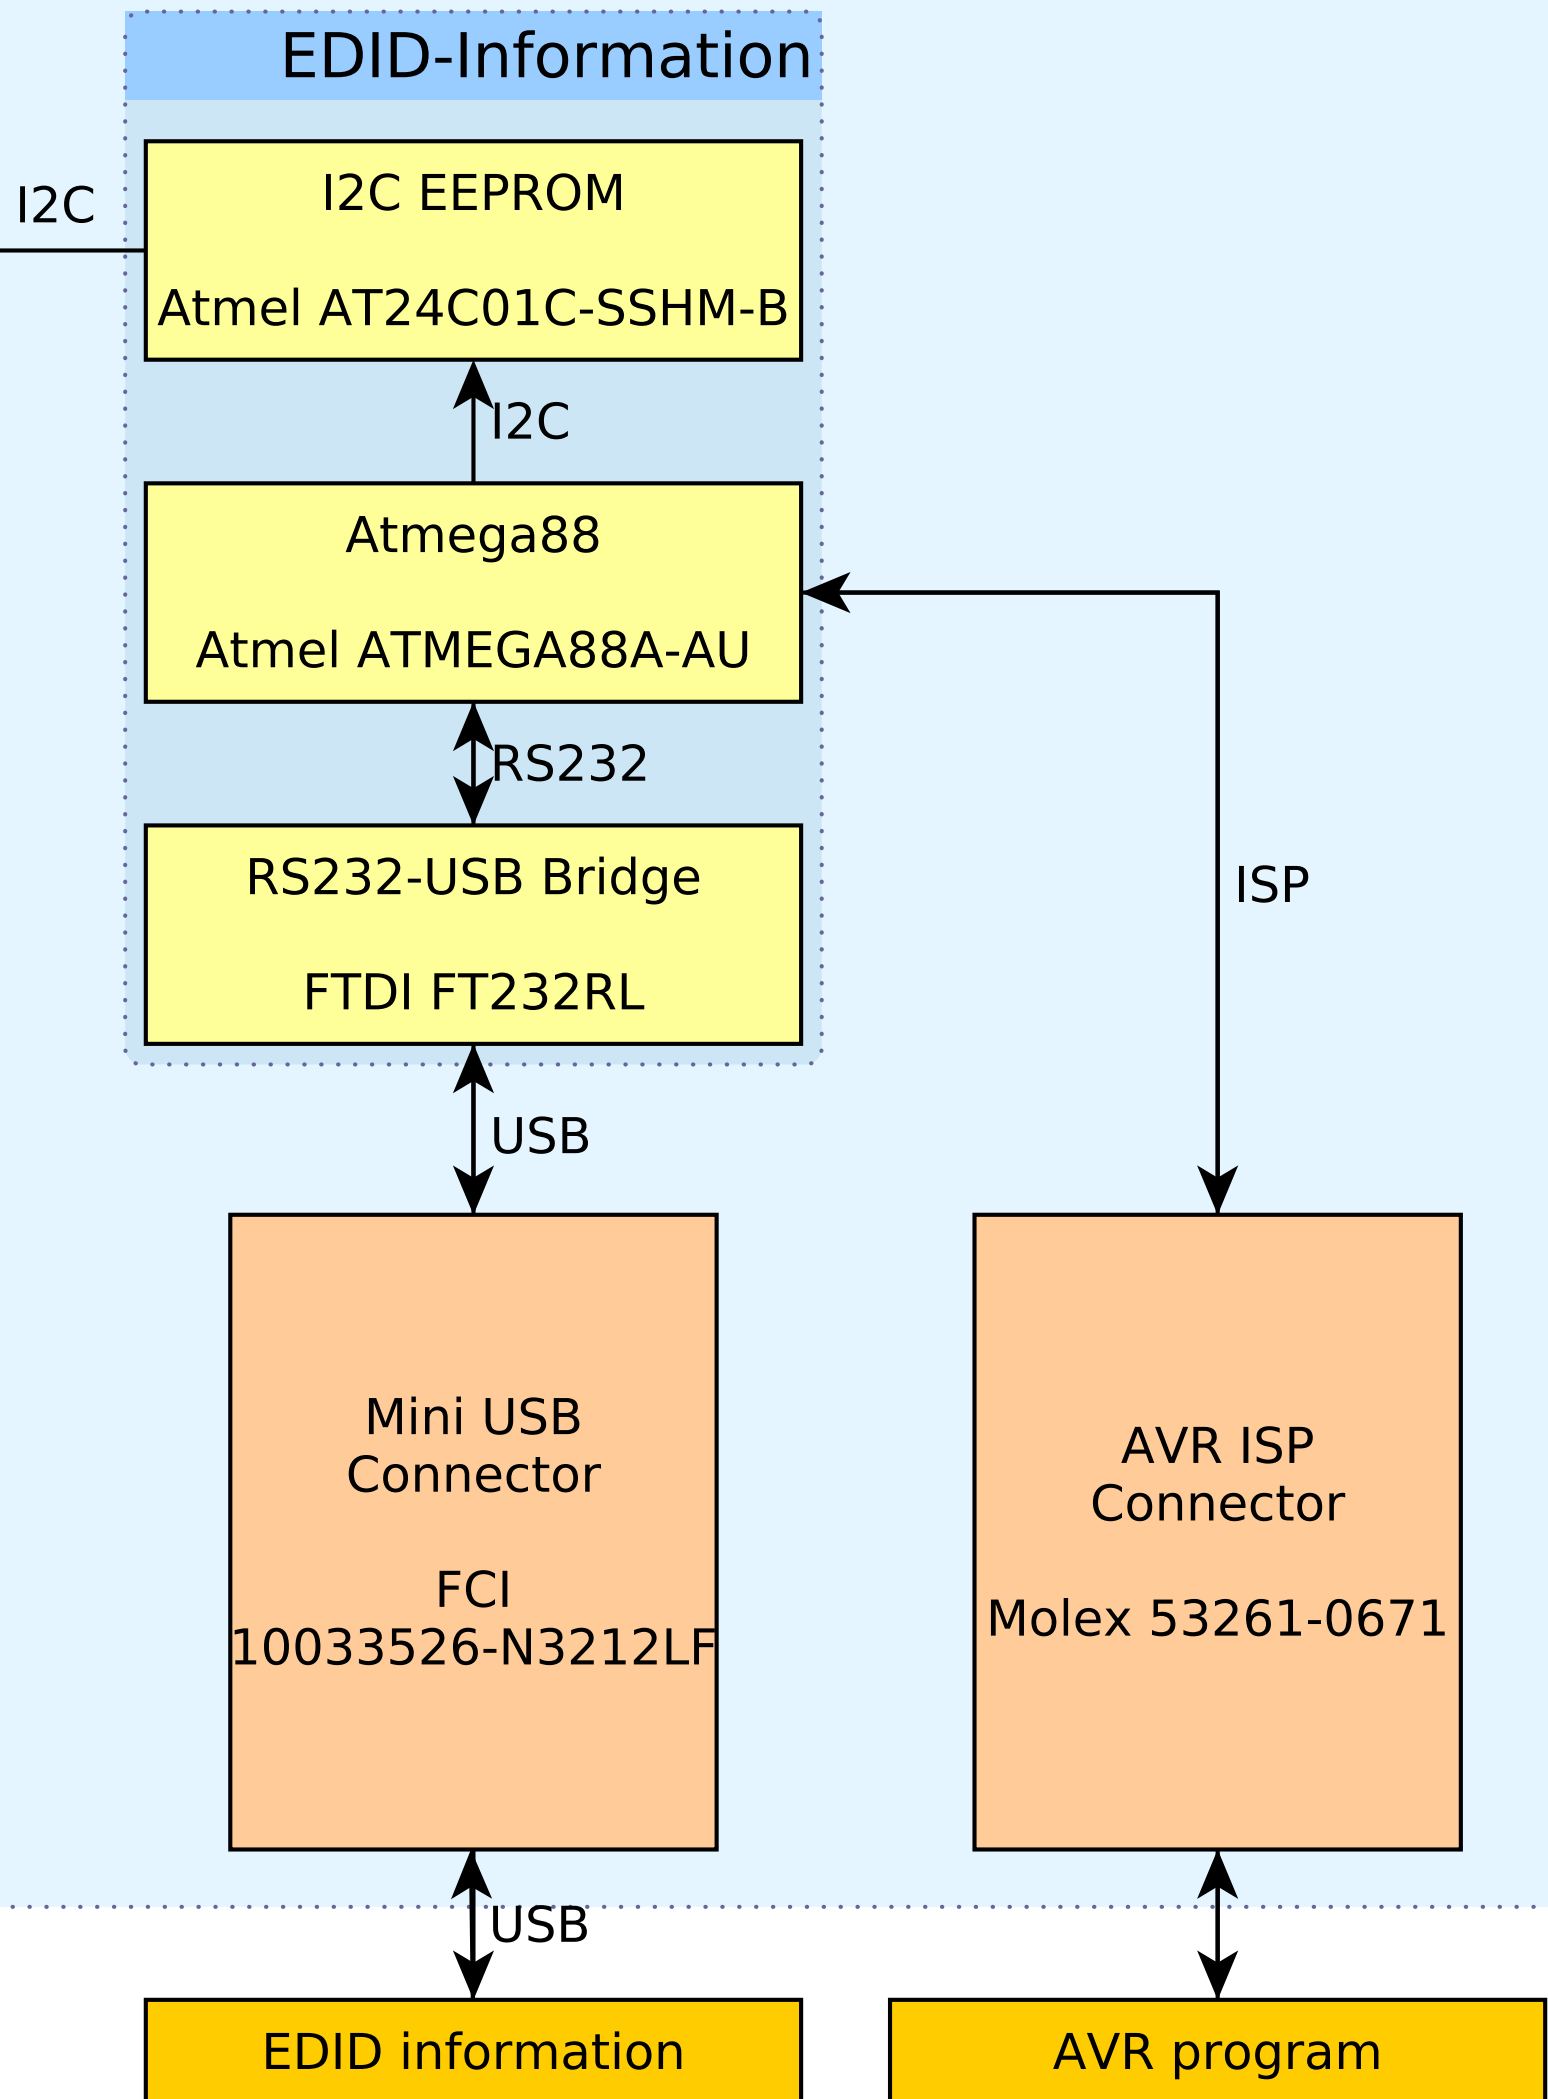 EDID-Information
I2C
I2C EEPROM
Atmel AT24C01C-SSHM-B
I2C
Atmega88
Atmel ATMEGA88A-AU
RS232
RS232-USB Bridge
FTDI FT232RL
ISP
USB
Mini USB
Connector
FCI
10033526-N3212LF
AVR ISP
Connector
Molex 53261-0671
USB
EDID information
AVR program